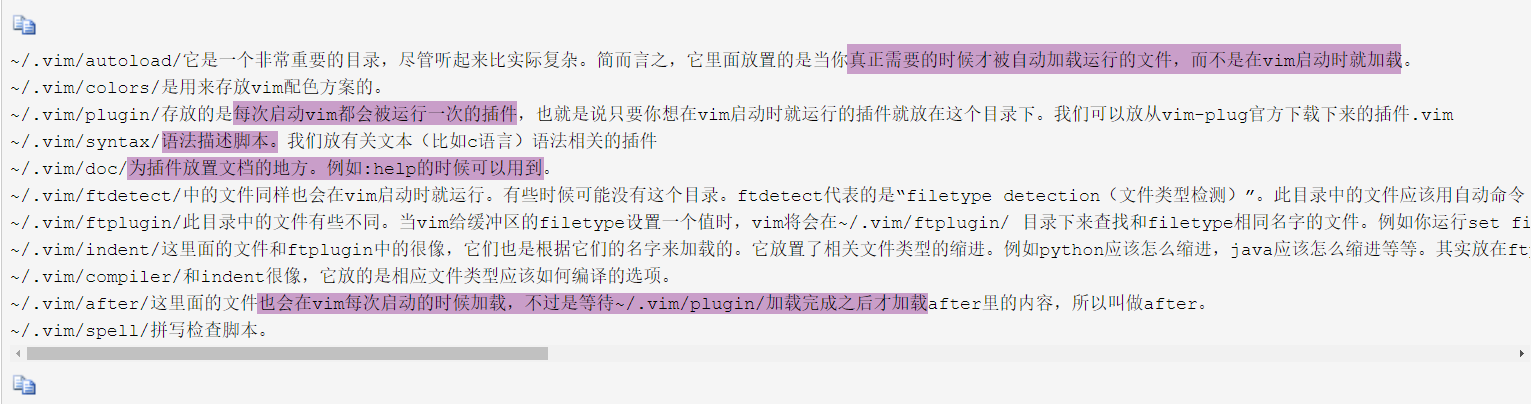 ~/.vim/autoload/它是一个非常重要的目录，尽管听起来比实际复杂。简而言之，它里面放置的是当你真正需要的时候才被自动加载运行的文件，而不是在vim启动时就加载。
~/.vim/colors/是用来存放vim配色方案的。
~/.vim/plugin/存放的是每次启动vim都会被运行一次的插件，也就是说只要你想在vim启动时就运行的插件就放在这个目录下。我们可以放从vim-plug官方下载下来的插件.vim
~/.vim/syntax/语法描述脚本。我们放有关文本（比如c语言）语法相关的插件
~/.vim/doc/为插件放置文档的地方。例如:help的时候可以用到。
~/.vim/ftdetect/中的文件同样也会在vim启动时就运行。有些时候可能没有这个目录。ftdetect代表的是“filetype detection（文件类型检测）”。此目录中的文件应该用自动命令
~/.vim/ftplugin/此目录中的文件有些不同。当vim给缓冲区的filetype设置一个值时，vim将会在~/.vim/ftplugin/ 目录下来查找和filetype相同名字的文件。例如你运行set fi
~/.vim/indent/这里面的文件和ftplugin中的很像，它们也是根据它们的名字来加载的。它放置了相关文件类型的缩进。例如python应该怎么缩进，java应该怎么缩进等等。其实放在ft
~/.vim/compiler/和indent很像，它放的是相应文件类型应该如何编译的选项。
~/.vim/after/这里面的文件也会在vim每次启动的时候加载，不过是等待~/.vim/plugin/加载完成之后才加载after里的内容，所以叫做after。
~/.vim/spell/拼写检查脚本。